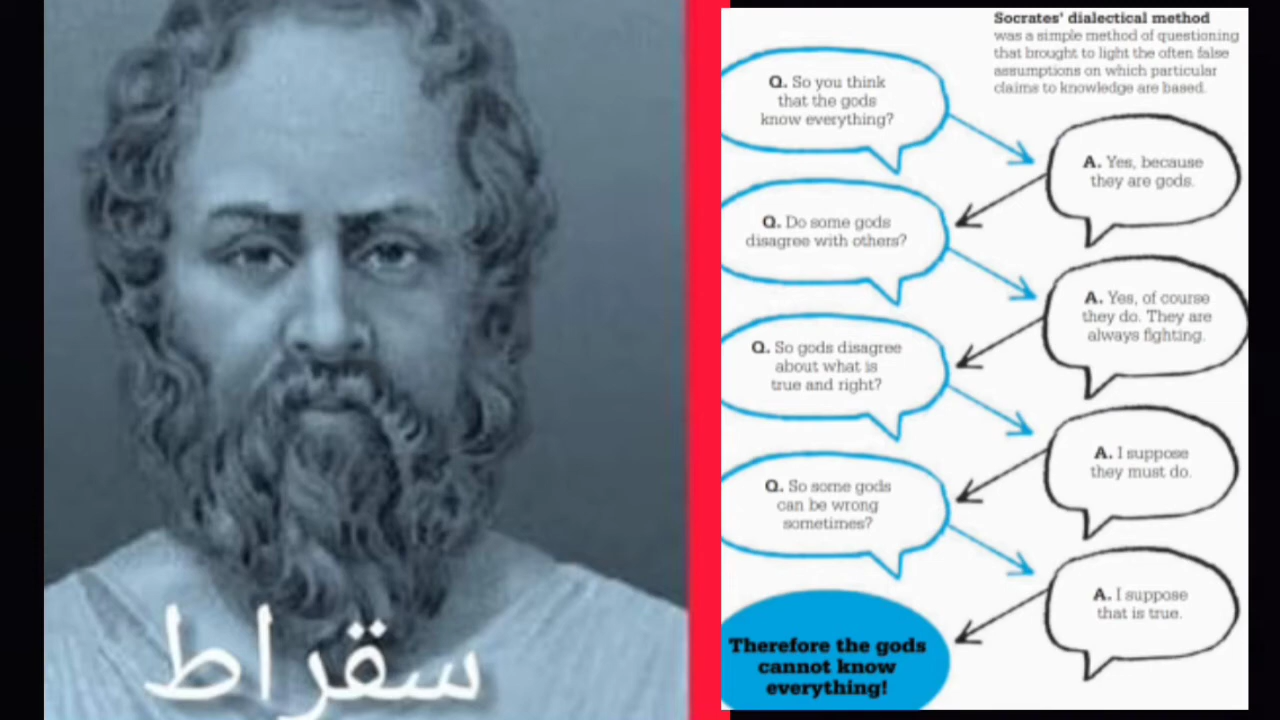 سقراط
Socrates' dialectical method
was a simple method of questioning
that brought to light the often false
assumptions on which particular
claims to knowledge are based.
Q. So you think
that the gods
know everything?
A. Yes, because
they are gods.
Q. Do some gods
disagree with others?
A. Yes, of course
they do. They are
always fighting.
Q. So gods disagree
about what is
true and right?
A. I suppose
they must do.
Q. So some gods
can be wrong
sometimes?
A. I suppose
that is true.
Therefore the gods
cannot know
everything!